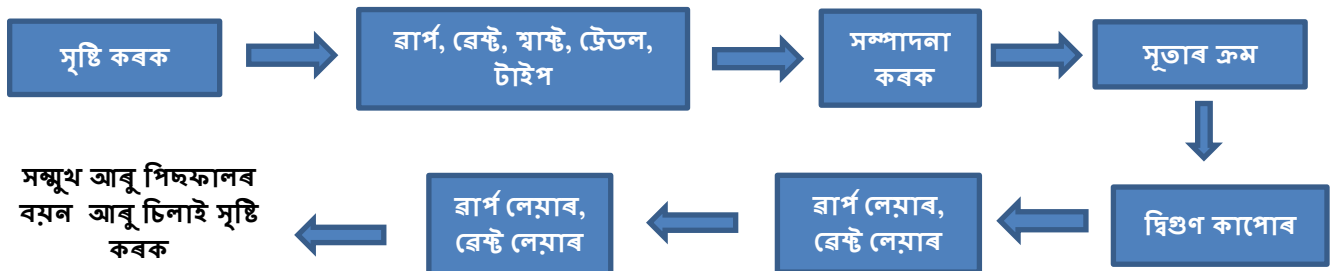 সৃষ্টি কৰক
ৱাৰ্প, ৱেফ্ট, শ্বাফ্ট, ট্ৰেডল,
টাইপ
সম্পাদনা
কৰক
সূতাৰ ক্ৰম
দ্বিগুণ কাপোৰ
ৱাৰ্প লেয়াৰ,
ৱেফ্ট লেয়াৰ
ৱাৰ্প লেয়াৰ,
ৱেফ্ট লেয়াৰ
সন্মুখ আৰু পিছফালৰ
বয়ন আৰু চিলাই সৃষ্টি
কৰক